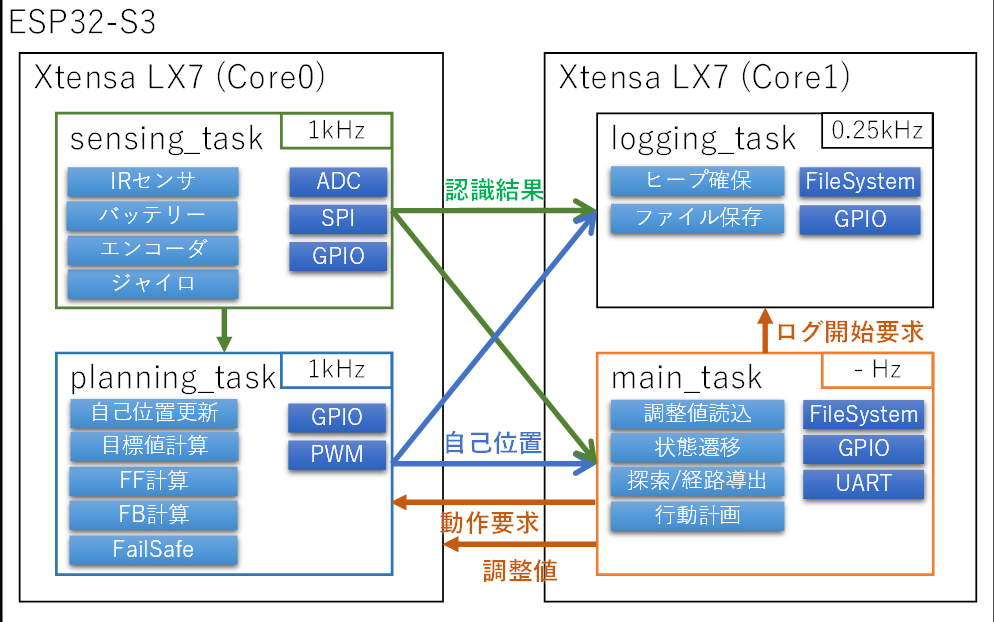 ESP32-S3
Xtensa LX7 (Core0)
sensing_task
1kHz
IRセンサ
バッテリー
エンコーダ
ジャイロ
ADC
SPI
GPIO
planning_task
1kHz
自己位置更新
目標値計算
FF計算
FB計算
FailSafe
GPIO
PWM
認識結果
自己位置
動作要求
調整値
Xtensa LX7 (Core1)
logging_task
0.25kHz
ヒープ確保
ファイル保存
FileSystem
GPIO
ログ開始要求
main_task
- Hz
調整値読込
状態遷移
探索/経路導出
行動計画
FileSystem
GPIO
UART